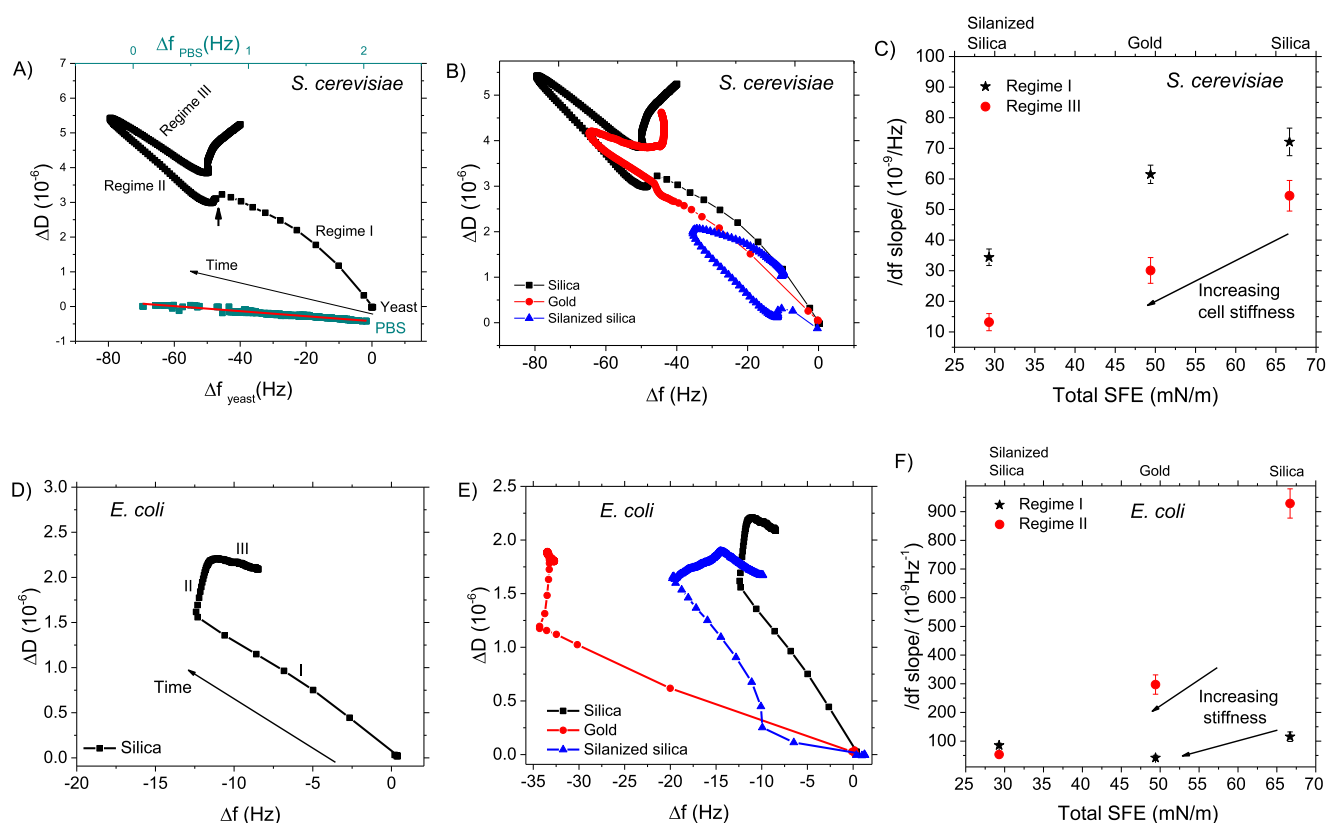 A)
Δf PBS(Hz)
0 1 2
S. cerevisiae
Regime III
Regime II
Regime I
Time
Yeast
PBS
ΔD (10-6)
7
6
5
4
3
2
1
0
-1
-80 -60 -40 -20 0
Δf yeast(Hz)
B)
S. cerevisiae
Silica
Gold
Silanized silica
ΔD (10-6)
6
5
4
3
2
1
0
-80 -60 -40 -20 0
Δf (Hz)
C)
Silanized
Silica Gold Silica
S. cerevisiae
Regime I
Regime III
Increasing
cell stiffness
/df slope/ (10-9/Hz)
100
90
80
70
60
50
40
30
20
10
25 30 35 40 45 50 55 60 65 70
Total SFE (mN/m)
D)
E. coli
III
II
I
Time
Silica
ΔD (10-6)
3.0
2.5
2.0
1.5
1.0
0.5
0.0
-20 -15 -10 -5 0
Δf (Hz)
E)
E. coli
Silica
Gold
Silanized silica
ΔD (10-6)
2.5
2.0
1.5
1.0
0.5
0.0
-35 -30 -25 -20 -15 -10 -5 0
Δf (Hz)
F)
Silanized
Silica Gold Silica
Regime I
Regime II
E. coli
Increasing
stiffness
/df slope/ (10-9Hz-1)
900
800
700
600
500
400
300
200
100
25 30 35 40 45 50 55 60 65 70
Total SFE (mN/m)